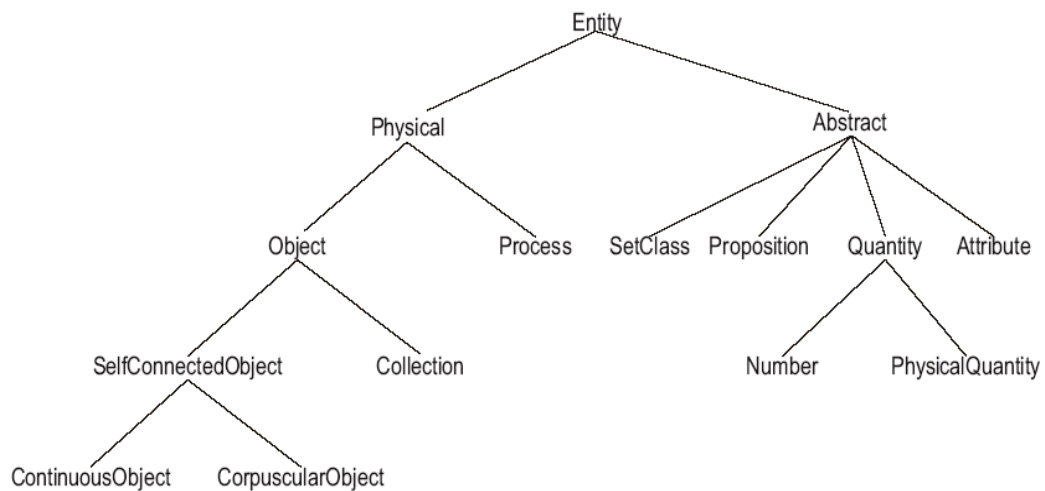 Entity
Physical
Abstract
Object
Process
SetClass
Proposition
Quantity
Attribute
SelfConnectedObject
Collection
Number
PhysicalQuantity
ContinuousObject
CorpuscularObject